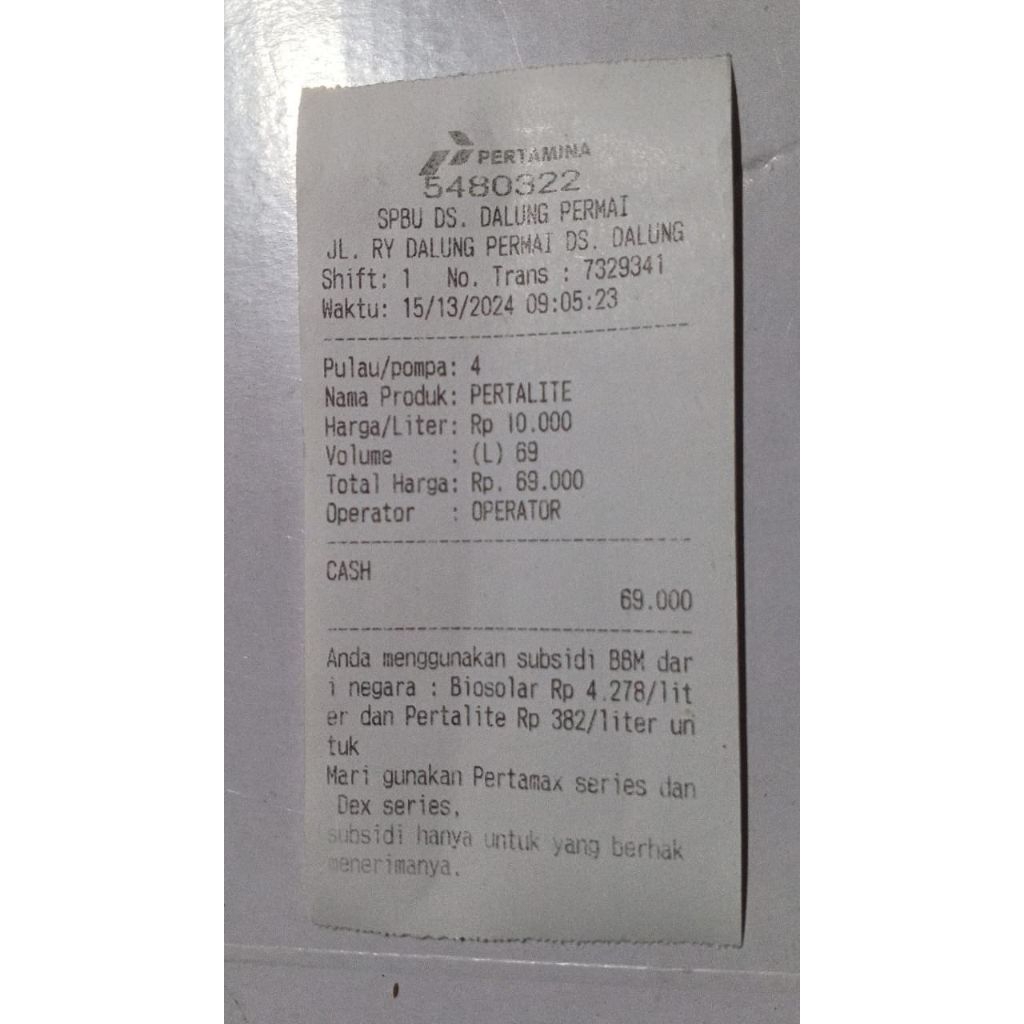 PERTAMINA
5480322
SPBU DS. DALUNG PERMAI
JL. RY DALUNG PERMAI DS. DALUNG
Shift: 1 No. Trans : 7329341
Waktu: 15/13/2024 09:05:23
Pulau/pompa: 4
Nama Produk: PERTALITE
Harga/Liter: Rp 10.000
Volume : (L) 69
Total Harga: Rp. 69.000
Operator : OPERATOR
CASH
69.000
Anda menggunakan subsidi BBM dar
i negara : Biosolar Rp 4.278/lit
er dan Pertalite Rp 382/liter un
tuk
Mari gunakan Pertamax series dan
Dex series,
subsidi hanya untuk yang berhak
menerimanya.